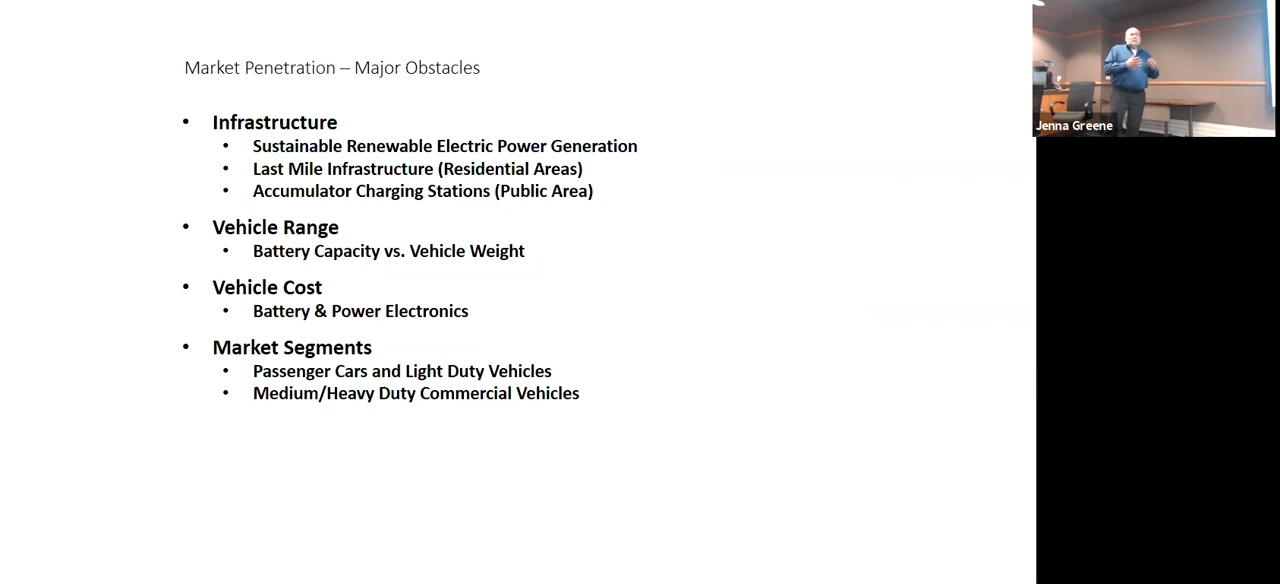 Market Penetration – Major Obstacles
• Infrastructure
• Sustainable Renewable Electric Power Generation
• Last Mile Infrastructure (Residential Areas)
• Accumulator Charging Stations (Public Area)
• Vehicle Range
• Battery Capacity vs. Vehicle Weight
• Vehicle Cost
• Battery & Power Electronics
• Market Segments
• Passenger Cars and Light Duty Vehicles
• Medium/Heavy Duty Commercial Vehicles
Jenna Greene